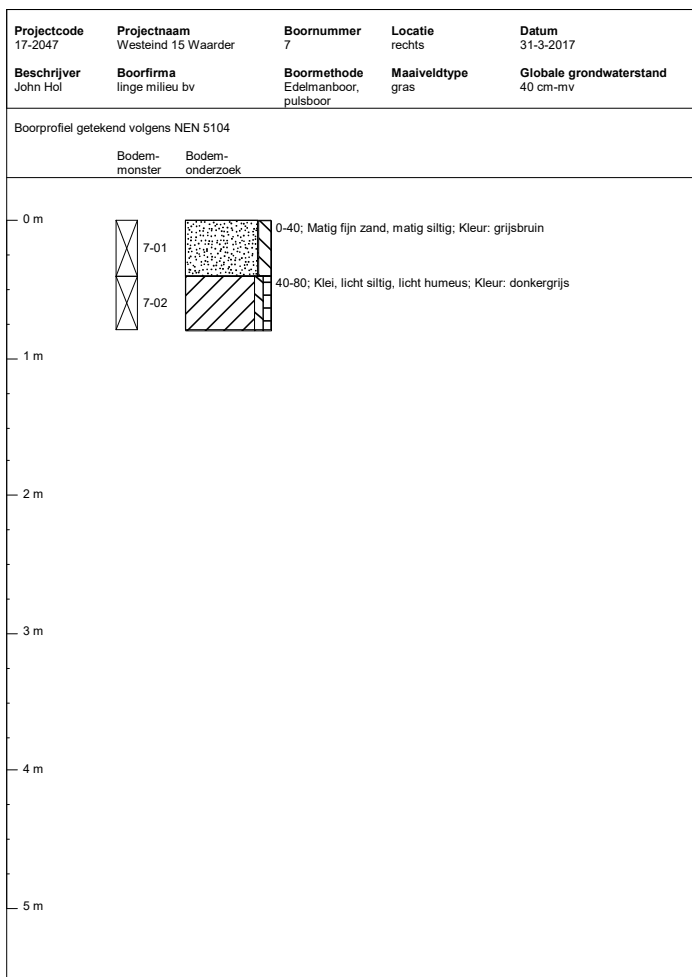 Projectcode Projectnaam Boornummer Locatie Datum
17-2047 Westeind 15 Waarder 7 rechts 31-3-2017
Beschrijver Boorfirma Boormethode Maaiveldtype Globale grondwaterstand
John Hol linge milieu bv Edelmanboor, gras 40 cm-mv
pulsboor
Boorprofiel getekend volgens NEN 5104
Bodem- Bodem-
monster onderzoek
0 m
0-40; Matig fijn zand, matig siltig; Kleur: grijsbruin
7-01
40-80; Klei, licht siltig, licht humeus; Kleur: donkergrijs
7-02
1 m
2 m
3 m
4 m
5 m